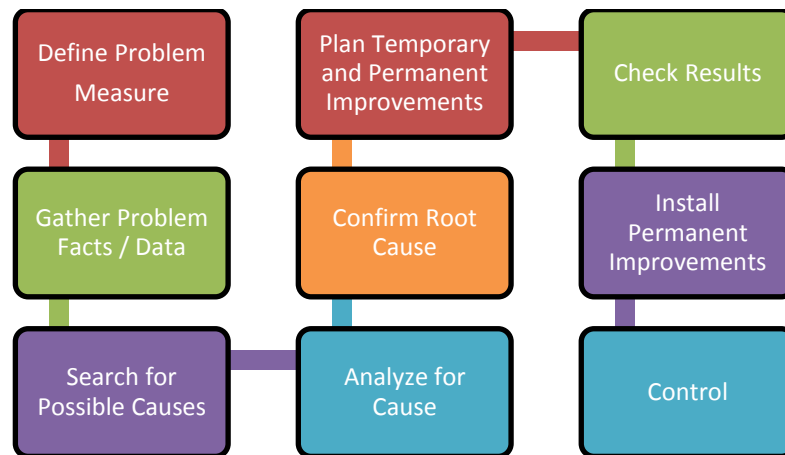 Define Problem
Measure
Gather Problem
Facts / Data
Search for
Possible Causes
Analyze for
Cause
Confirm Root
Cause
Plan Temporary
and Permanent
Improvements
Check Results
Install
Permanent
Improvements
Control